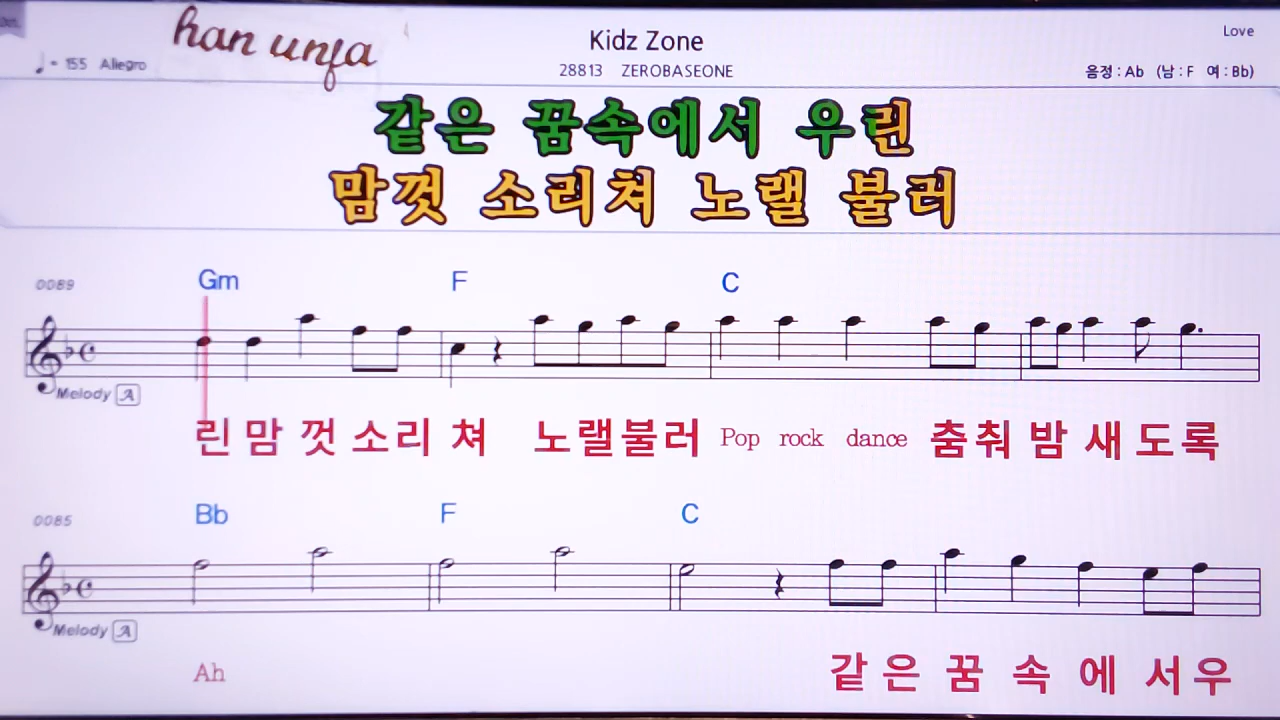 han unfa
Kidz Zone
Love
♩ = 155 Allegro
28813 ZEROBASEONE
음정 : Ab (남 : F 여 : Bb)
같은 꿈속에서 우린
맘껏 소리쳐 노랠 불러
0089
Gm F C
Melody A
린 맘 껏 소리 쳐 노랠불러 Pop rock dance 춤춰 밤 새 도록
0085
Bb F C
Melody A
Ah 같 은 꿈 속 에 서우